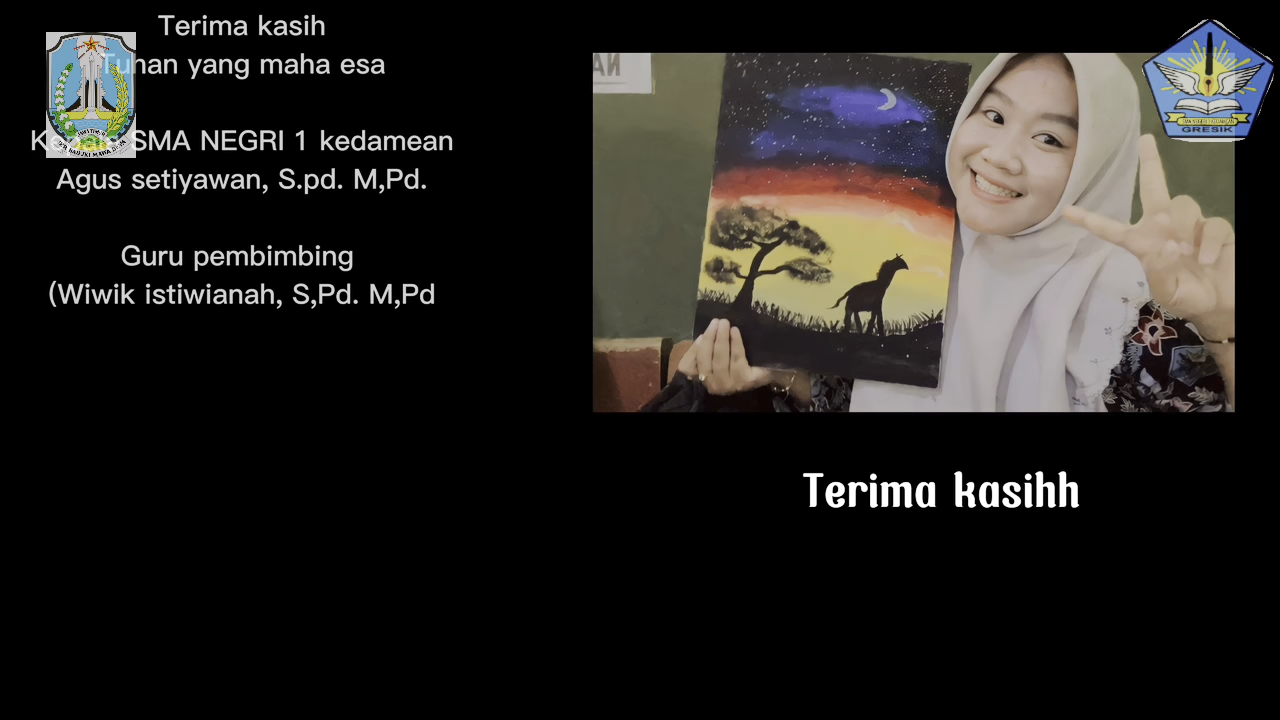 Terima kasih
Tuhan yang maha esa
SMA NEGRI 1 kedamean
Agus setiyawan, S.pd. M,Pd.
Guru pembimbing
(Wiwik istiwianah, S,Pd. M,Pd
Terima kasihh
GRESIK